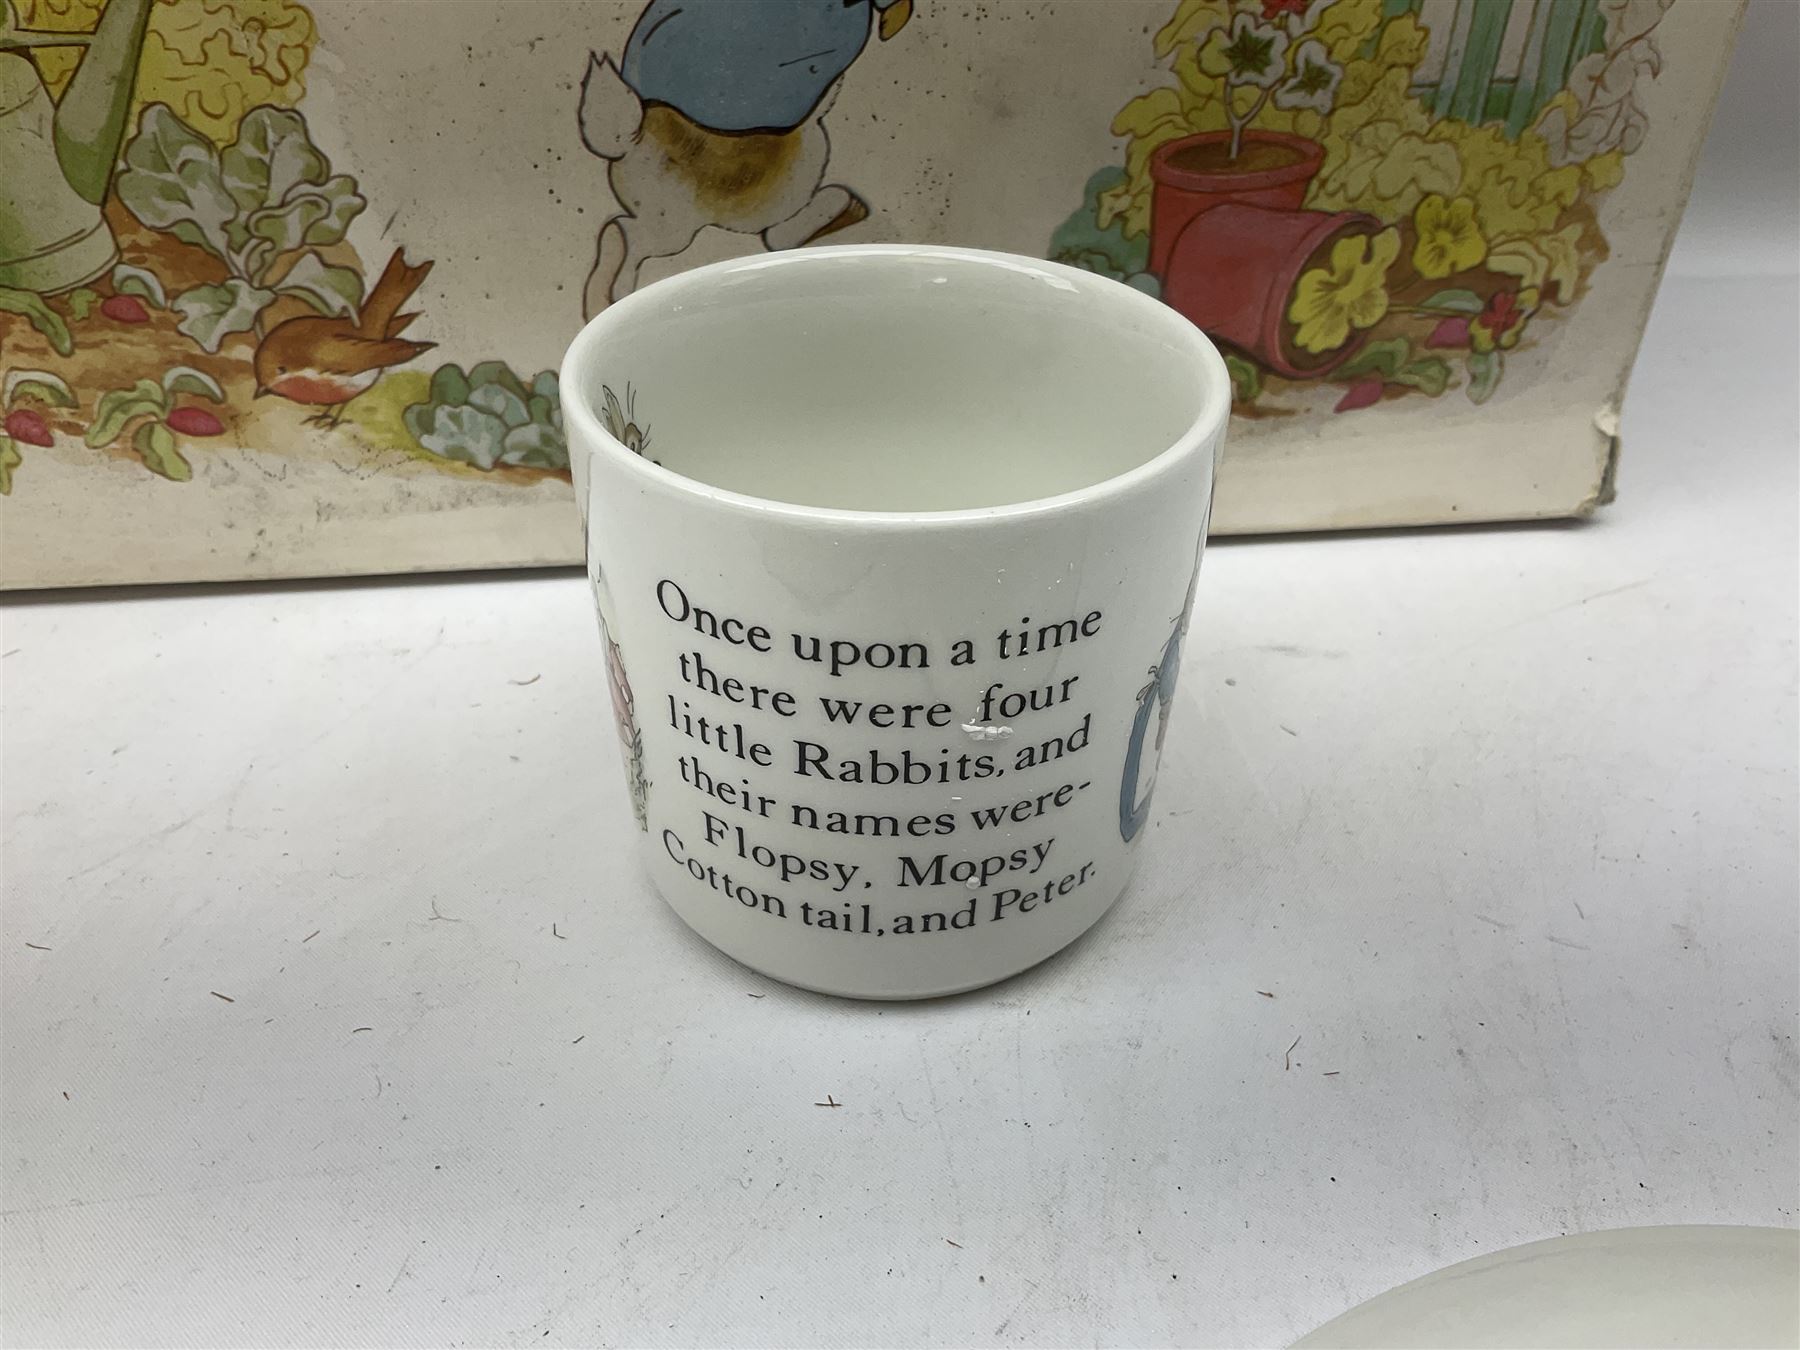 Once upon a time
there were four
little Rabbits, and
their names were-
Flopsy, Mopsy
Cotton tail, and Peter.